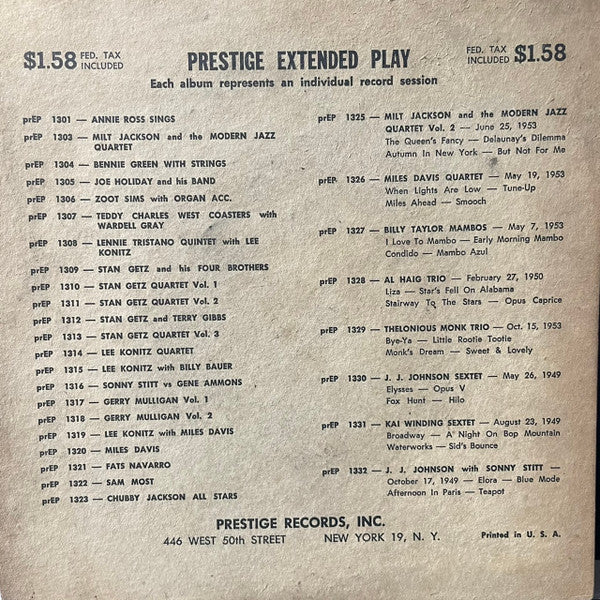 $1.58 FED. TAX INCLUDED
PRESTIGE EXTENDED PLAY
FED. TAX INCLUDED $1.58
Each album represents an individual record session
prEP 1301 — ANNIE ROSS SINGS
prEP 1303 — MILT JACKSON and the MODERN JAZZ
QUARTET
prEP 1304 — BENNIE GREEN WITH STRINGS
prEP 1305 — JOE HOLIDAY and his BAND
prEP 1306 — ZOOT SIMS with ORGAN ACC.
prEP 1307 — TEDDY CHARLES WEST COASTERS with
WARDELL GRAY
prEP 1308 — LENNIE TRISTANO QUINTET with LEE
KONITZ
prEP 1309 — STAN GETZ and his FOUR BROTHERS
prEP 1310 — STAN GETZ QUARTET Vol. 1
prEP 1311 — STAN GETZ QUARTET Vol. 2
prEP 1312 — STAN GETZ and TERRY GIBBS
prEP 1313 — STAN GETZ QUARTET Vol. 3
prEP 1314 — LEE KONITZ QUARTET
prEP 1315 — LEE KONITZ with BILLY BAUER
prEP 1316 — SONNY STITT vs GENE AMMONS
prEP 1317 — GERRY MULLIGAN Vol. 1
prEP 1318 — GERRY MULLIGAN Vol. 2
prEP 1319 — LEE KONITZ with MILES DAVIS
prEP 1320 — MILES DAVIS
prEP 1321 — FATS NAVARRO
prEP 1322 — SAM MOST
prEP 1323 — CHUBBY JACKSON ALL STARS
prEP 1325 — MILT JACKSON and the MODERN JAZZ
QUARTET Vol. 2 — June 25, 1953
The Queen's Fancy — Delaunay's Dilemma
Autumn In New York — But Not For Me
prEP 1326 — MILES DAVIS QUARTET — May 19, 1953
When Lights Are Low — Tune-Up
Miles Ahead — Smooch
prEP 1327 — BILLY TAYLOR MAMBOS — May 7, 1953
I Love To Mambo — Early Morning Mambo
Condido — Mambo Azul
prEP 1328 — AL HAIG TRIO — February 27, 1950
Liza — Star's Fell On Alabama
Stairway To The Stars — Opus Caprice
prEP 1329 — THELONIOUS MONK TRIO — Oct. 15, 1953
Bye-Ya — Little Rootie Tootie
Monk's Dream — Sweet & Lovely
prEP 1330 — J. J. JOHNSON SEXTET — May 26, 1949
Elysses — Opus V
Fox Hunt — Hilo
prEP 1331 — KAI WINDING SEXTET — August 23, 1949
Broadway — A Night On Bop Mountain
Waterworks — Sid's Bounce
prEP 1332 — J. J. JOHNSON with SONNY STITT —
October 17, 1949 — Elora — Blue Mode
Afternoon In Paris — Teapot
PRESTIGE RECORDS, INC.
446 WEST 50th STREET NEW YORK 19, N. Y.
Printed in U. S. A.